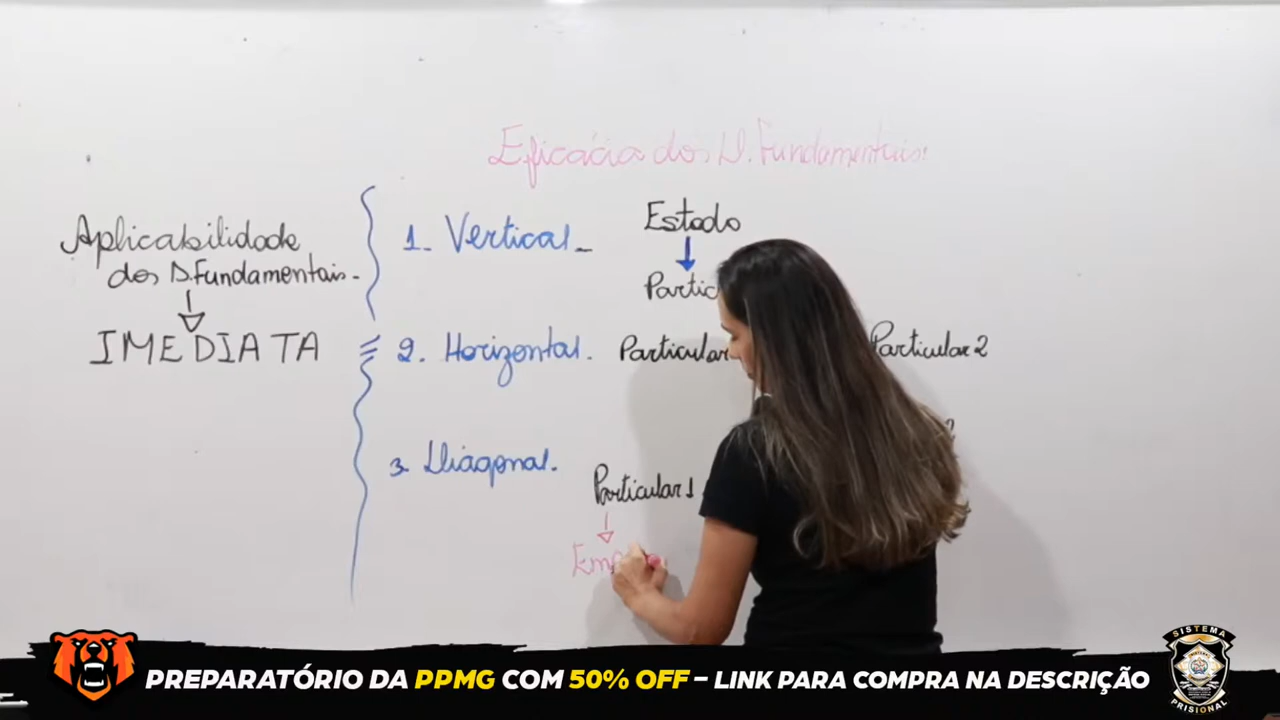 Eficácia dos D. Fundamentais:
Aplicabilidade
dos D. Fundamentais.
IMEDIATA
1. Vertical.
Estado
2. Horizontal. Particular Particular 2
3. Diagonal.
Particular 1
PREPARATÓRIO DA PPMG COM 50% OFF – LINK PARA COMPRA NA DESCRIÇÃO
SISTEMA
PRISIONAL